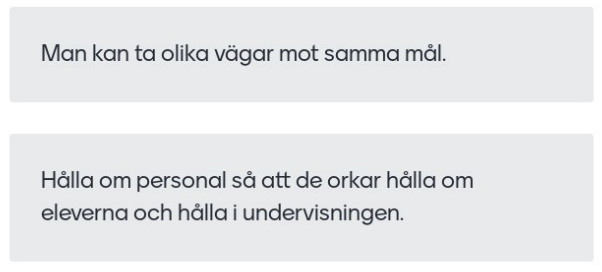 Man kan ta olika vägar mot samma mål.
Hålla om personal så att de orkar hålla om
eleverna och hålla i undervisningen.